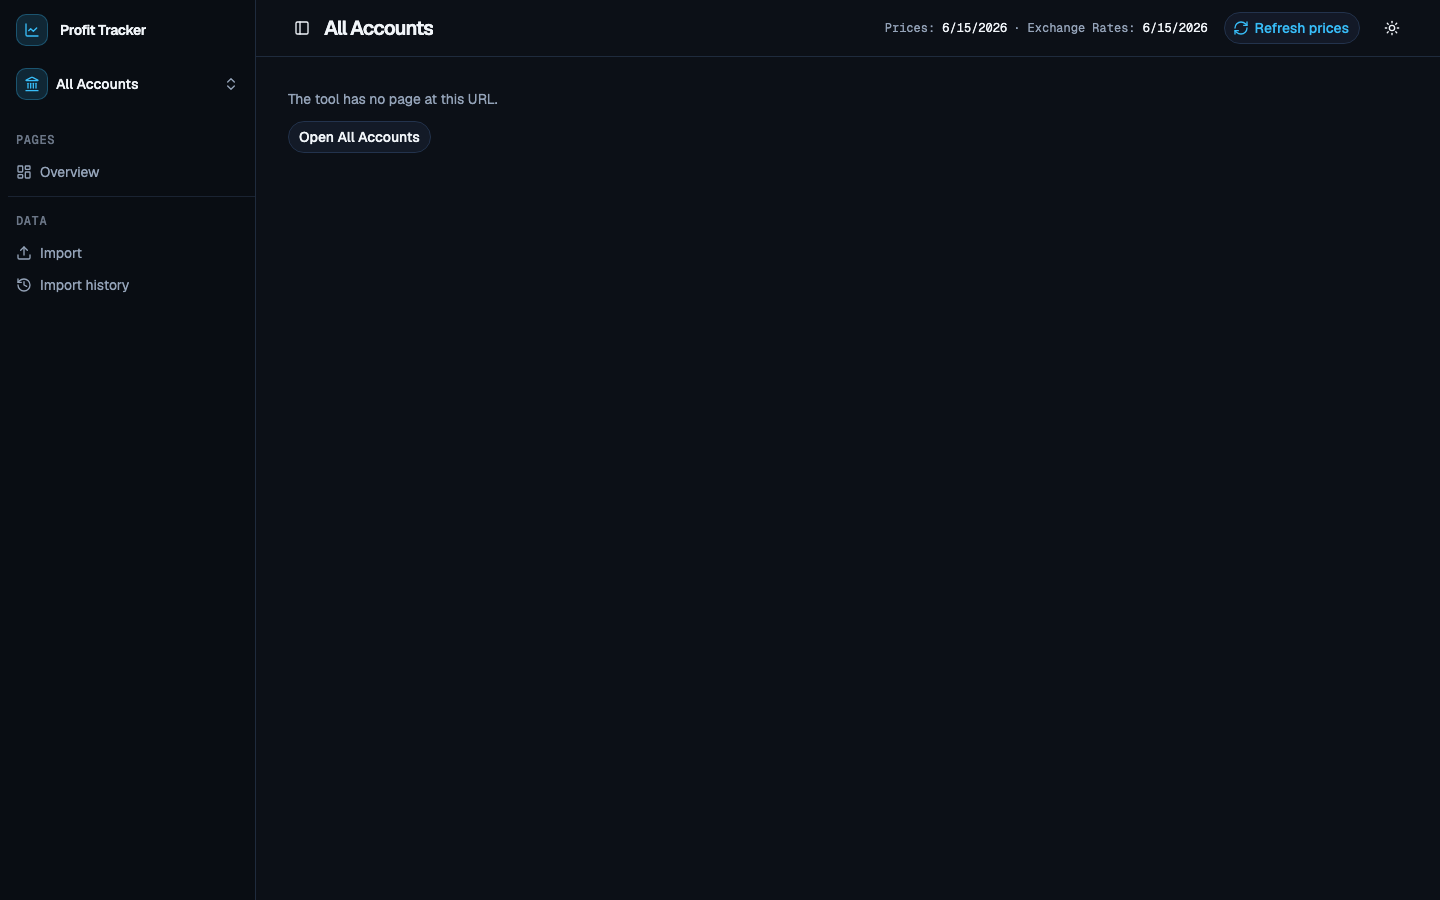 Profit Tracker
All Accounts
PAGES
Overview
DATA
Import
Import history
All Accounts
Prices: 6/15/2026 · Exchange Rates: 6/15/2026
Refresh prices
The tool has no page at this URL.
Open All Accounts